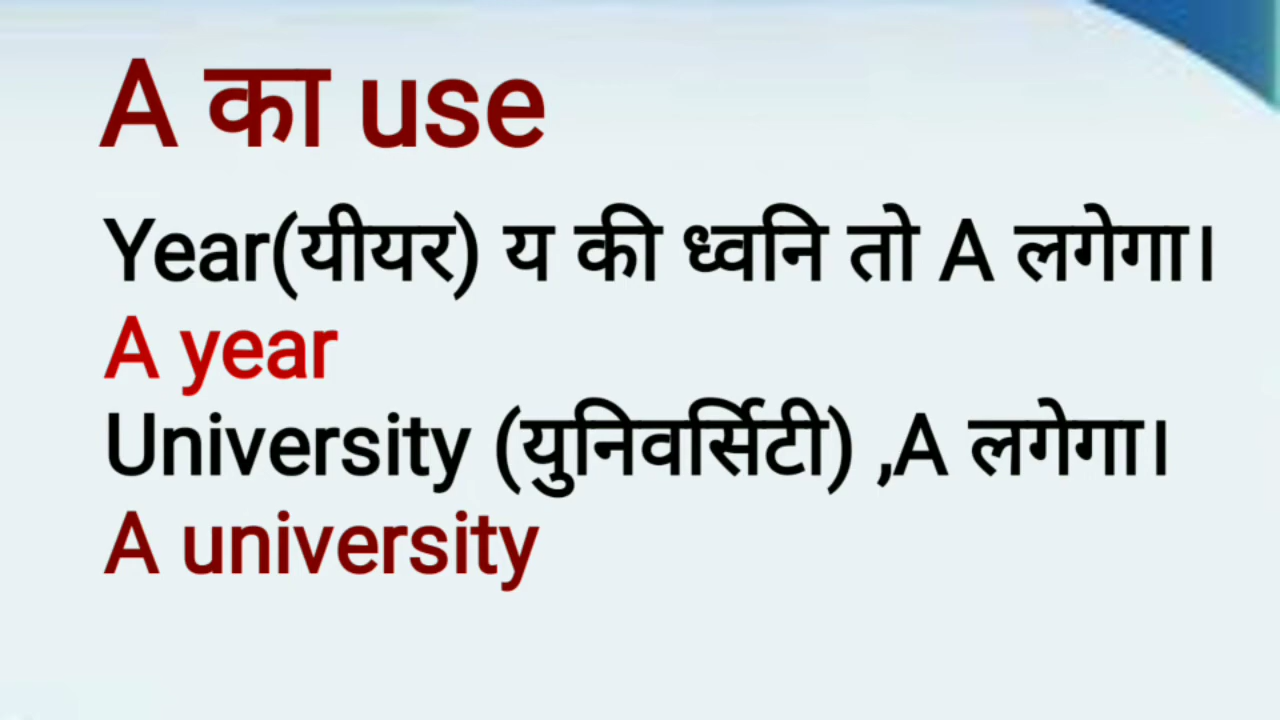 A का use
Year(यीयर) य की ध्वनि तो A लगेगा।
A year
University (युनिवर्सिटी) ,A लगेगा।
A university